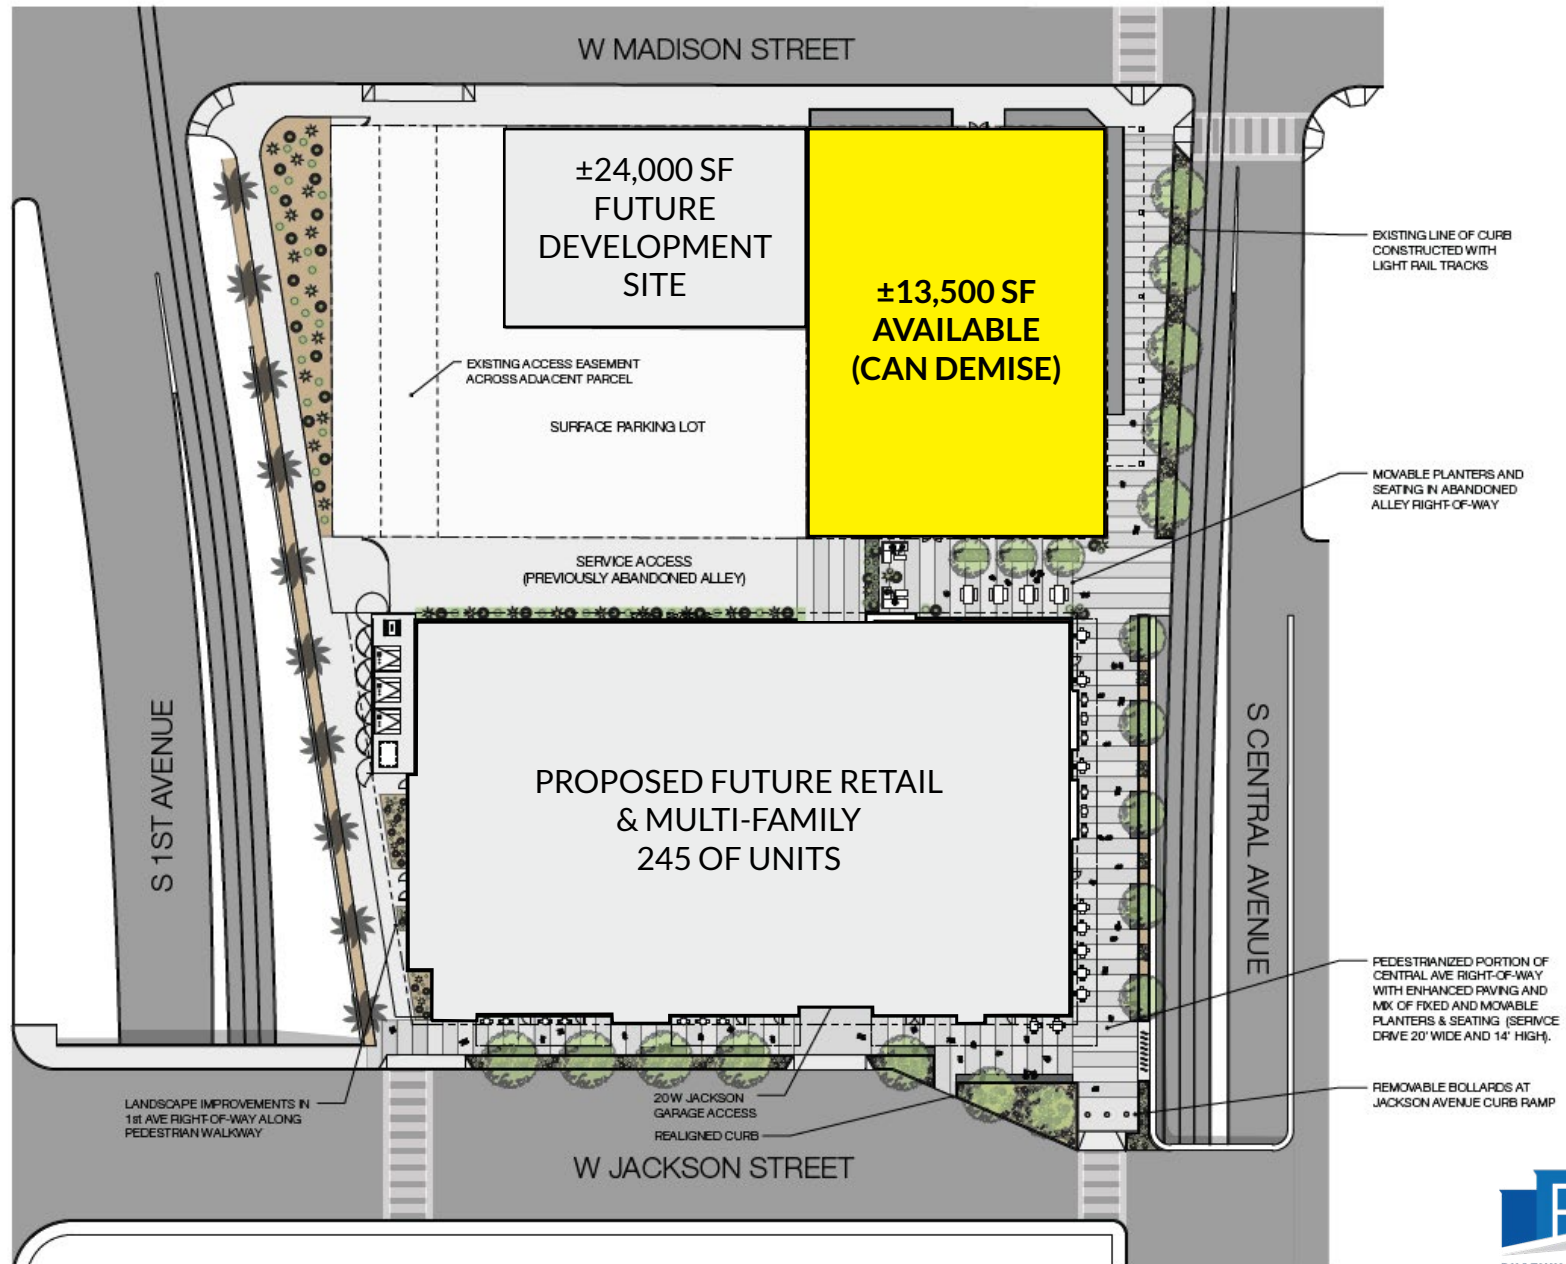 W MADISON STREET
±24,000 SF
FUTURE
DEVELOPMENT
SITE
±13,500 SF
AVAILABLE
(CAN DEMISE)
EXISTING LINE OF CURB
CONSTRUCTED WITH
LIGHT RAIL TRACKS
EXISTING ACCESS EASEMENT
ACROSS ADJACENT PARCEL
SURFACE PARKING LOT
MOVABLE PLANTERS AND
SEATING IN ABANDONED
ALLEY RIGHT-OF-WAY
SERVICE ACCESS
(PREVIOUSLY ABANDONED ALLEY)
S 1ST AVENUE
PROPOSED FUTURE RETAIL
& MULTI-FAMILY
245 OF UNITS
S CENTRAL AVENUE
PEDESTRIANIZED PORTION OF
CENTRAL AVE RIGHT-OF-WAY
WITH ENHANCED PAVING AND
MIX OF FIXED AND MOVABLE
PLANTERS & SEATING (SERIVCE
DRIVE 20' WIDE AND 14' HIGH).
LANDSCAPE IMPROVEMENTS IN
1st AVE RIGHT-OF-WAY ALONG
PEDESTRIAN WALKWAY
20 W JACKSON
GARAGE ACCESS
REALIGNED CURB
REMOVABLE BOLLARDS AT
JACKSON AVENUE CURB RAMP
W JACKSON STREET